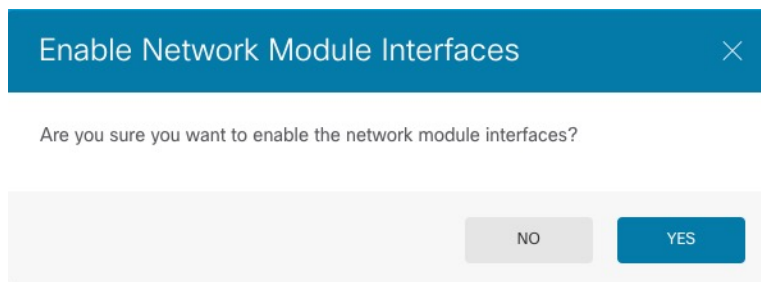 Enable Network Module Interfaces
Are you sure you want to enable the network module interfaces?
NO
YES